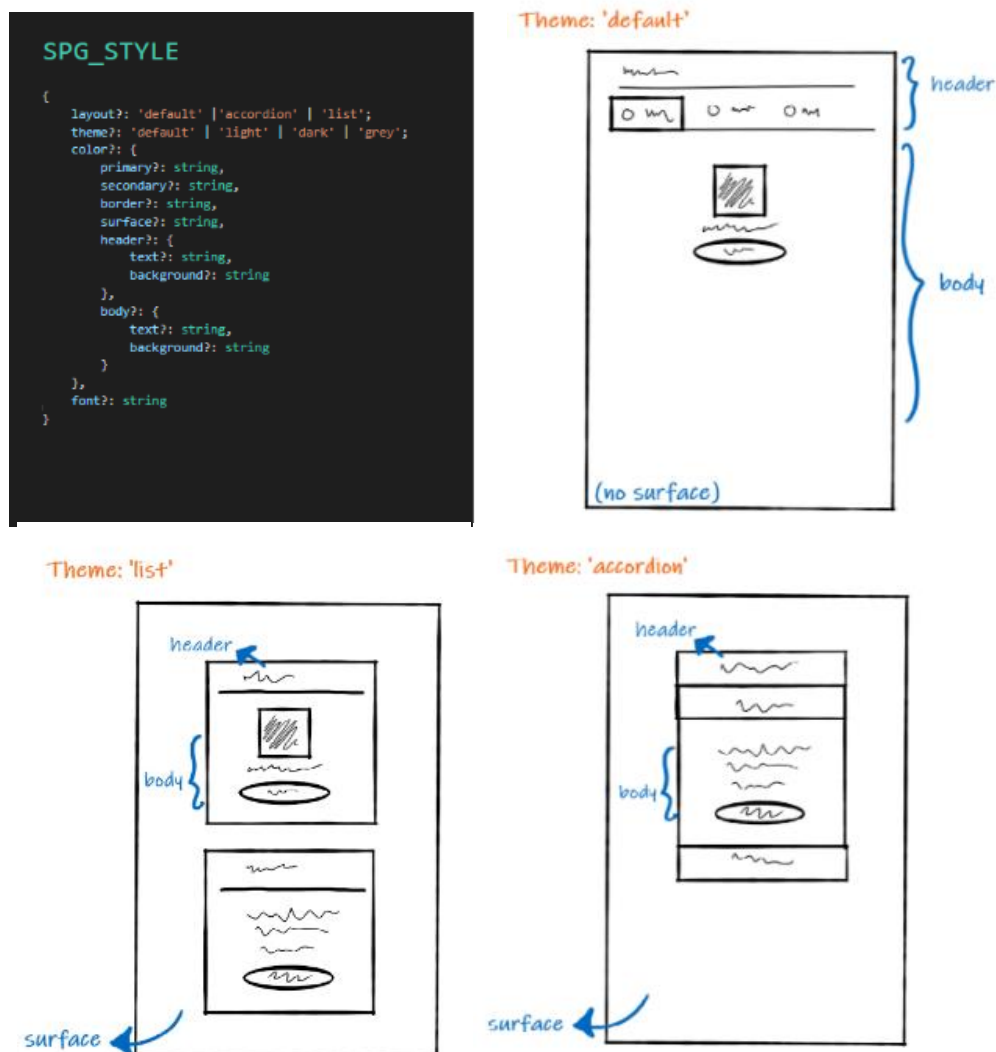 SPG_STYLE
{
layout?: 'default' |'accordion' | 'list';
theme?: 'default' | 'light' | 'dark' | 'grey';
color?: {
primary?: string,
secondary?: string,
border?: string,
surface?: string,
header?: {
text?: string,
background?: string
},
body?: {
text?: string,
background?: string
}
},
font?: string
}
Theme: 'default'
header
body
(no surface)
Theme: 'list'
header
body
surface
Theme: 'accordion'
header
body
surface